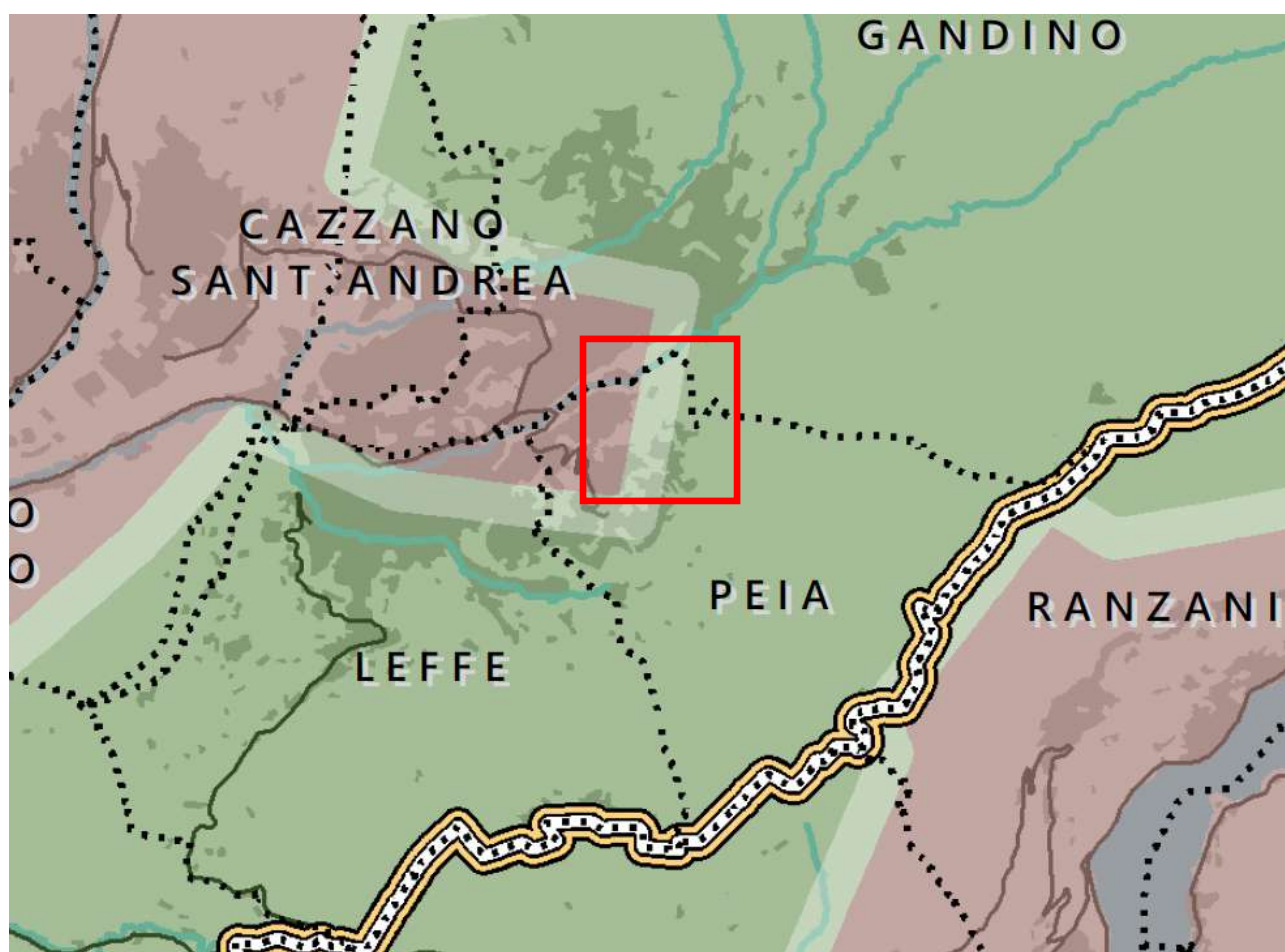 GANDINO
CAZZANO
SANT ANDREA
O
O
PEIA
RANZANI
LEFFE